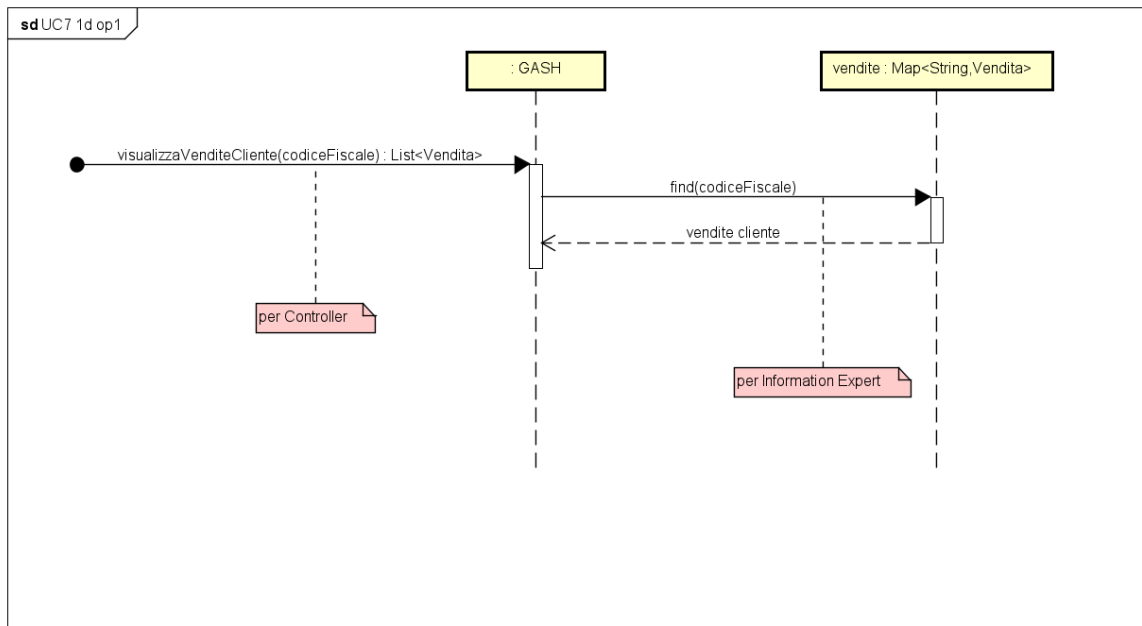 sd UC7 1d op1
: GASH
vendite : Map<String,Vendita>
visualizzaVenditeCliente(codiceFiscale) : List<Vendita>
find(codiceFiscale)
vendite cliente
per Controller
per Information Expert